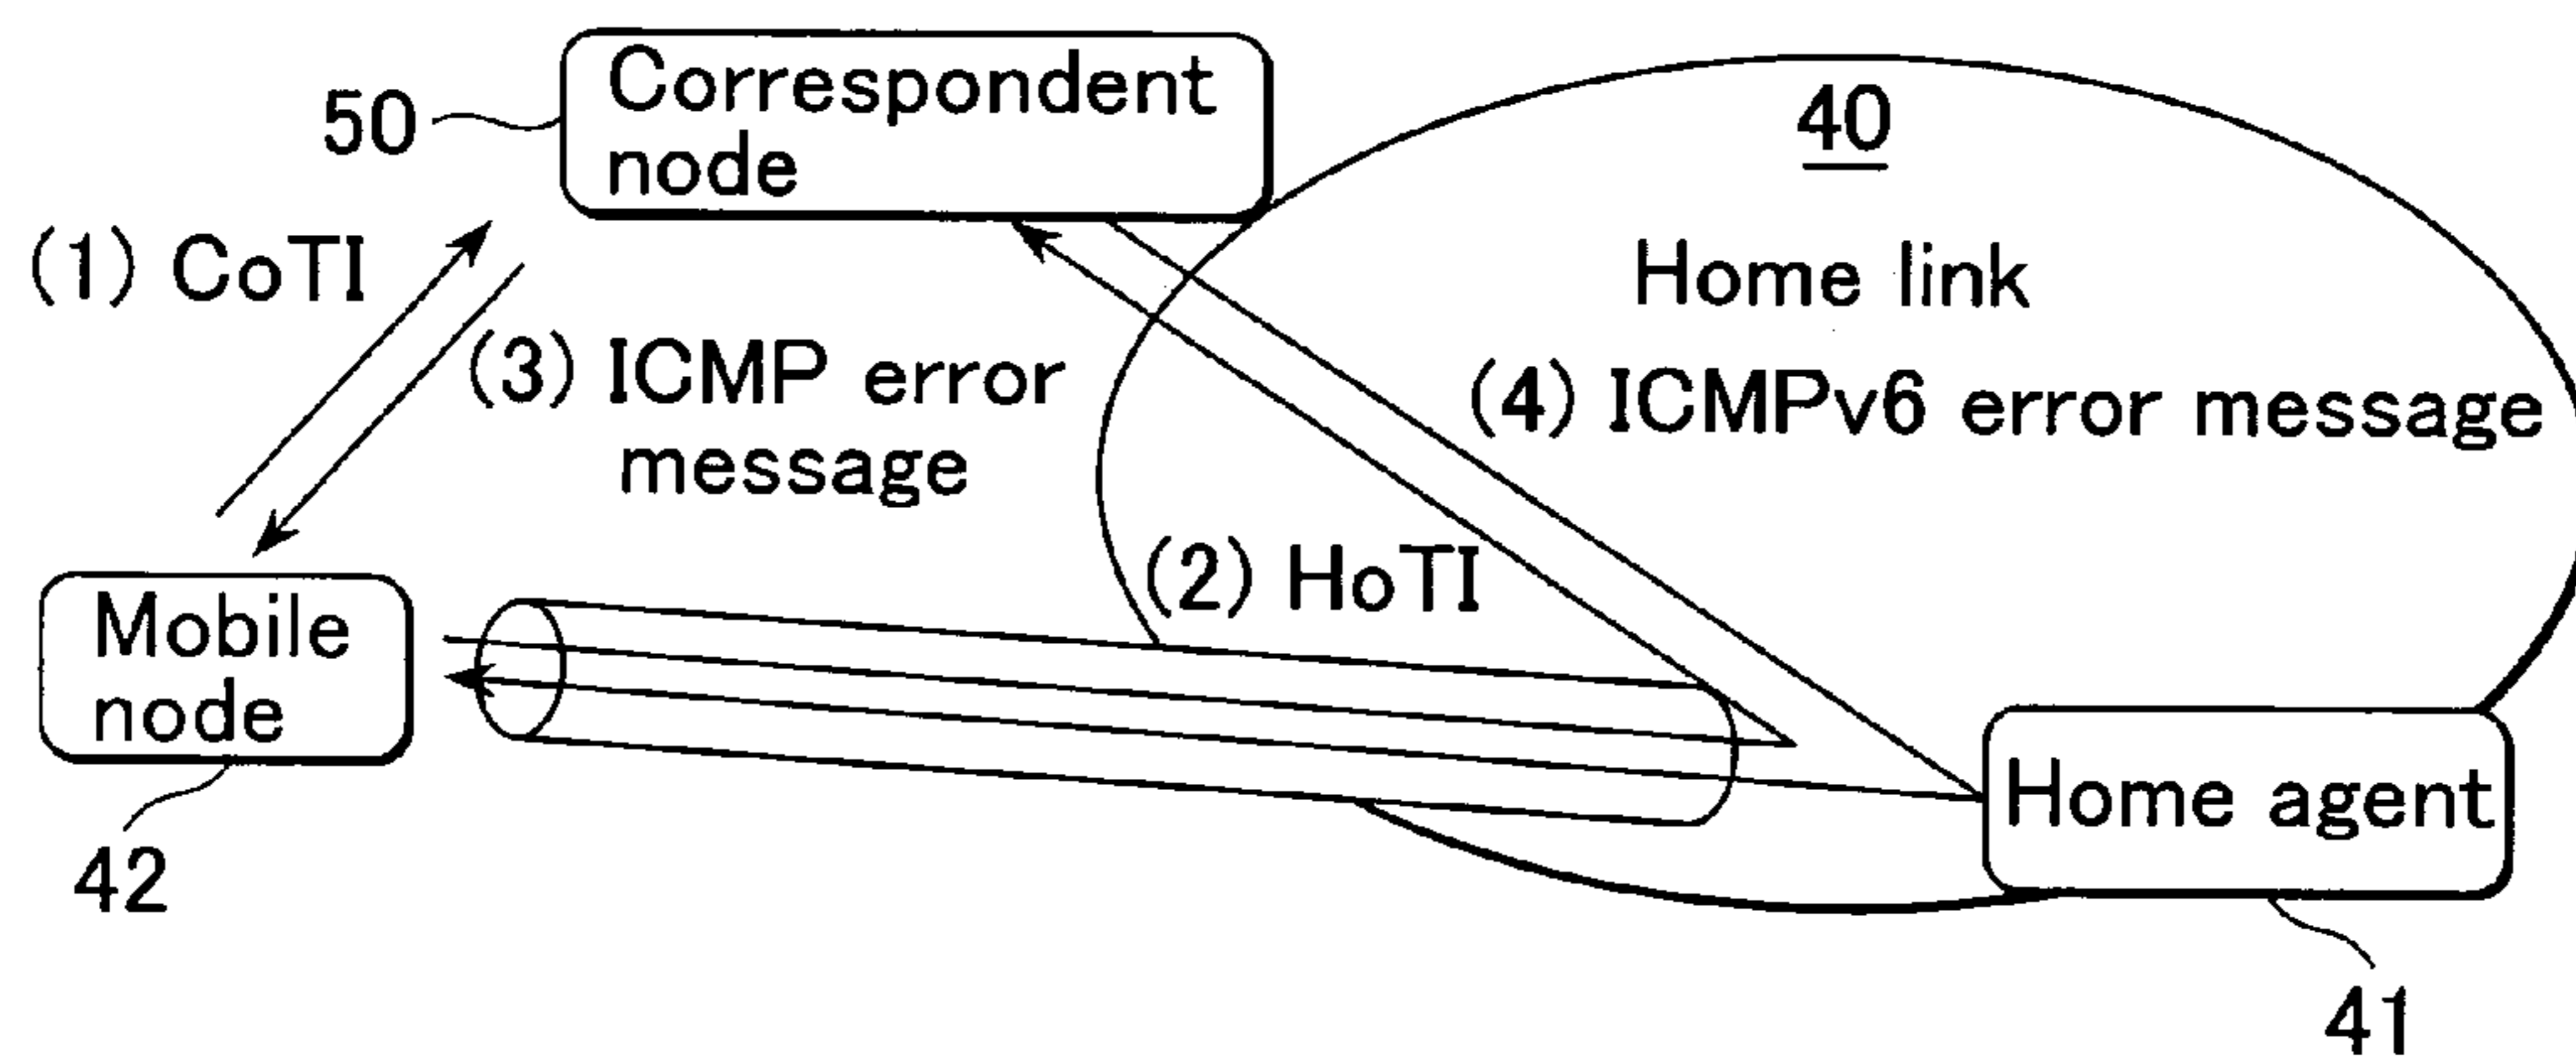 Correspondent
node
50
40
(1) CoTI
Home link
(3) ICMP error
message
(4) ICMPv6 error message
(2) HoTI
Mobile
node
42
Home agent
41